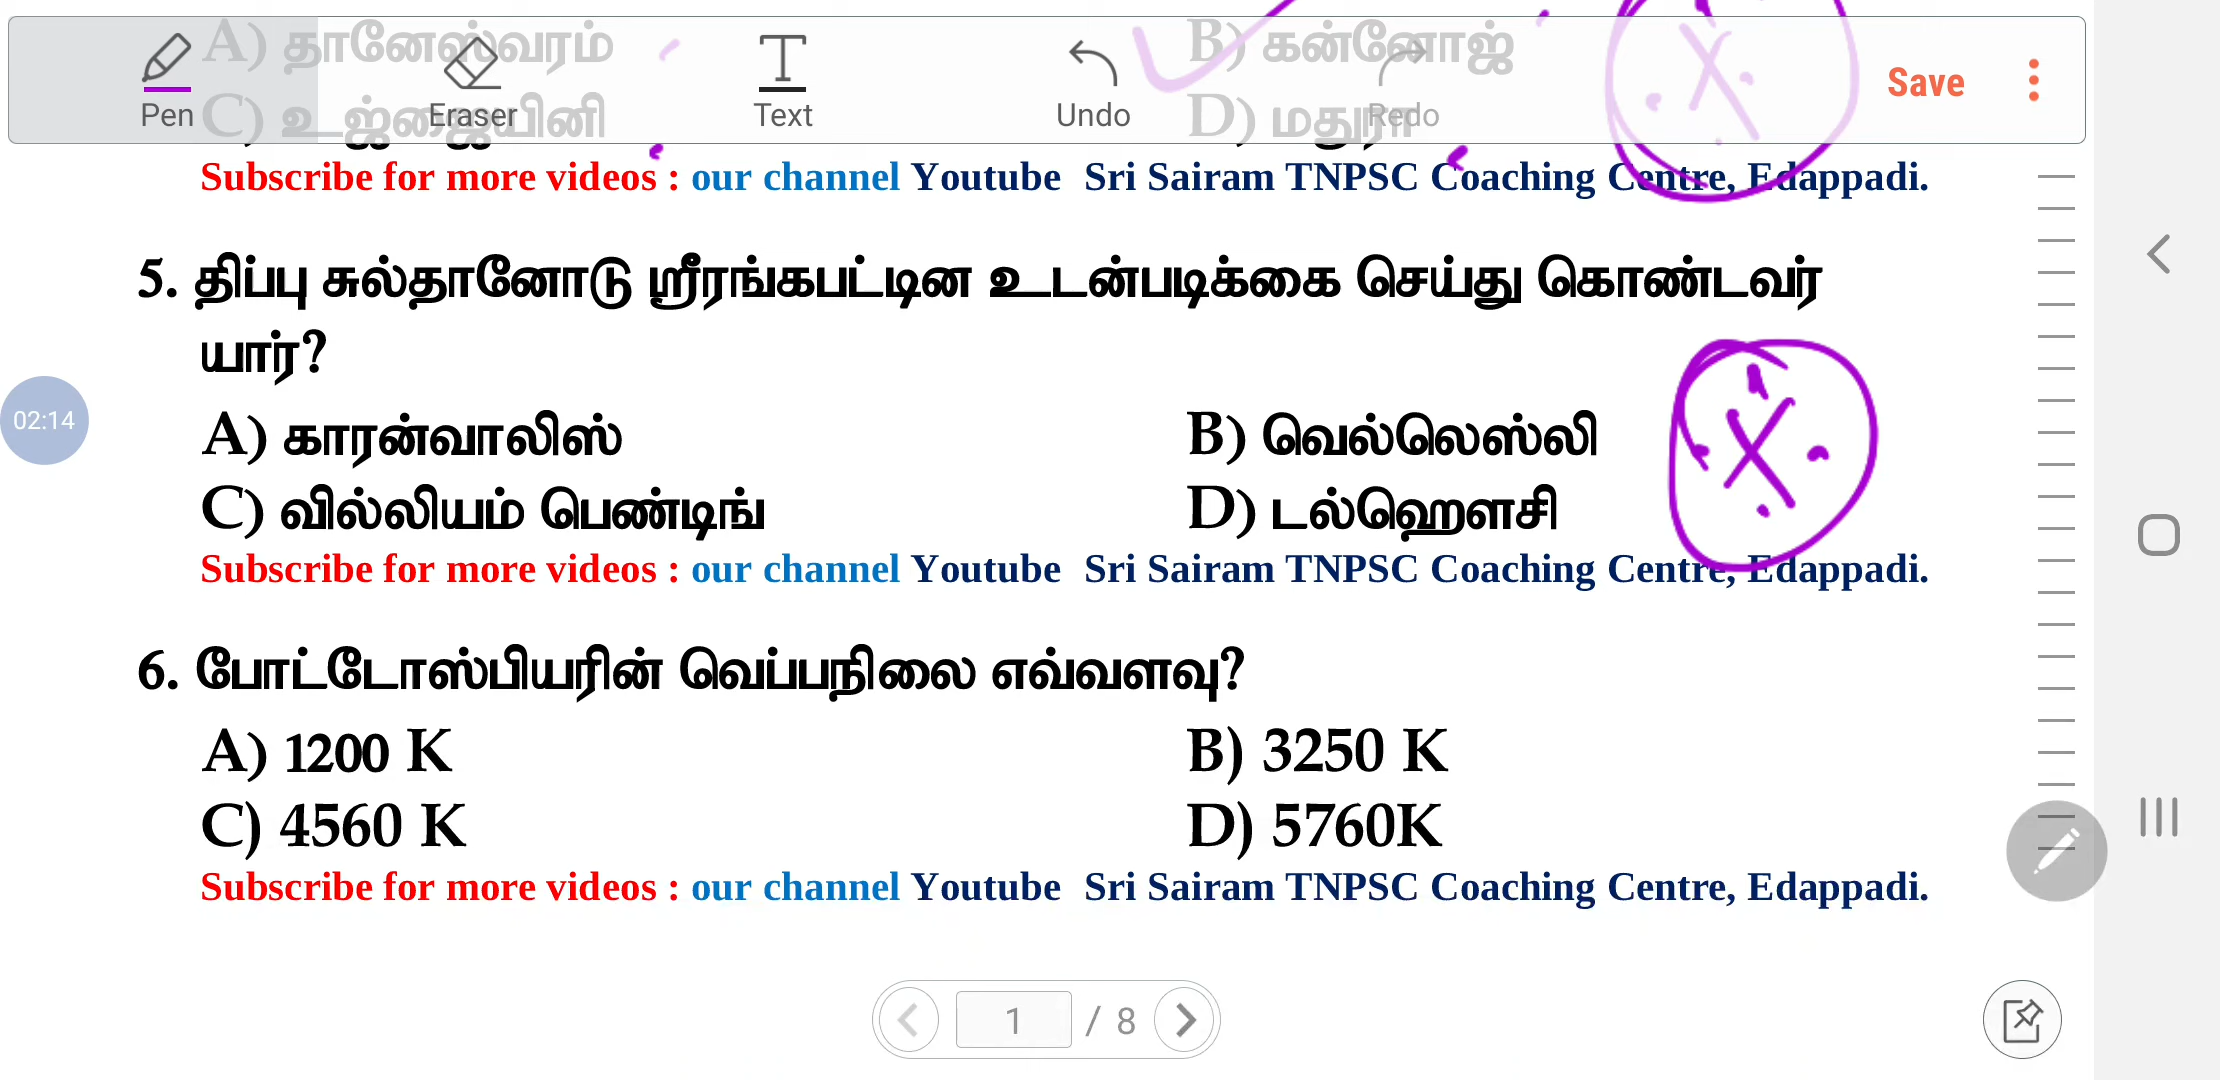 A) தானேஸ்வரம் B) கன்னோஜ்
Pen Eraser Text Undo Redo Save
C) உஜ்ஜையினி D) மதுரா
Subscribe for more videos : our channel Youtube Sri Sairam TNPSC Coaching Centre, Edappadi.
5. திப்பு சுல்தானோடு ஸ்ரீரங்கபட்டின உடன்படிக்கை செய்து கொண்டவர்
யார்?
02:14
A) காரன்வாலிஸ் B) வெல்லெஸ்லி
C) வில்லியம் பெண்டிங் D) டல்ஹௌசி
Subscribe for more videos : our channel Youtube Sri Sairam TNPSC Coaching Centre, Edappadi.
6. போட்டோஸ்பியரின் வெப்பநிலை எவ்வளவு?
A) 1200 K B) 3250 K
C) 4560 K D) 5760K
Subscribe for more videos : our channel Youtube Sri Sairam TNPSC Coaching Centre, Edappadi.
1 / 8